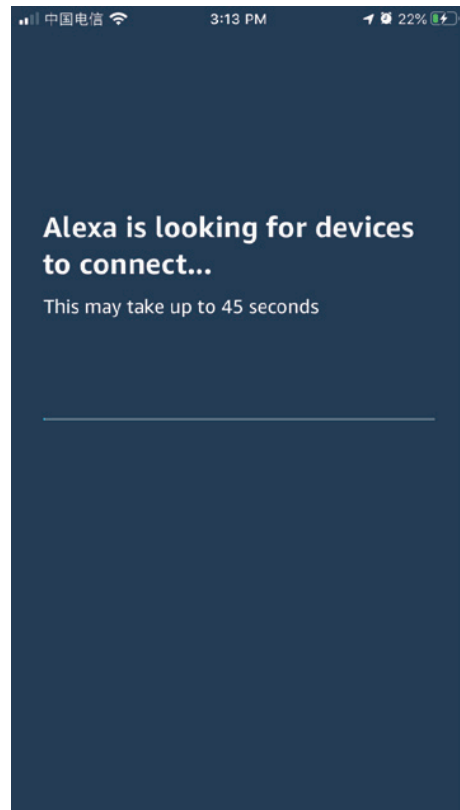 中国电信 3:13 PM 22%
Alexa is looking for devices
to connect...
This may take up to 45 seconds